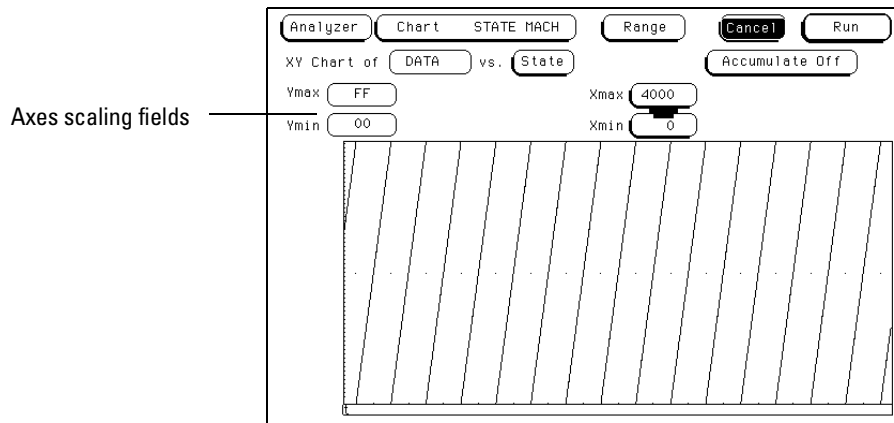 Analyzer Chart STATE MACH Range Cancel Run
XY Chart of DATA vs. State Accumulate Off
Ymax FF Xmax 4000
Axes scaling fields
Ymin 00 Xmin 0